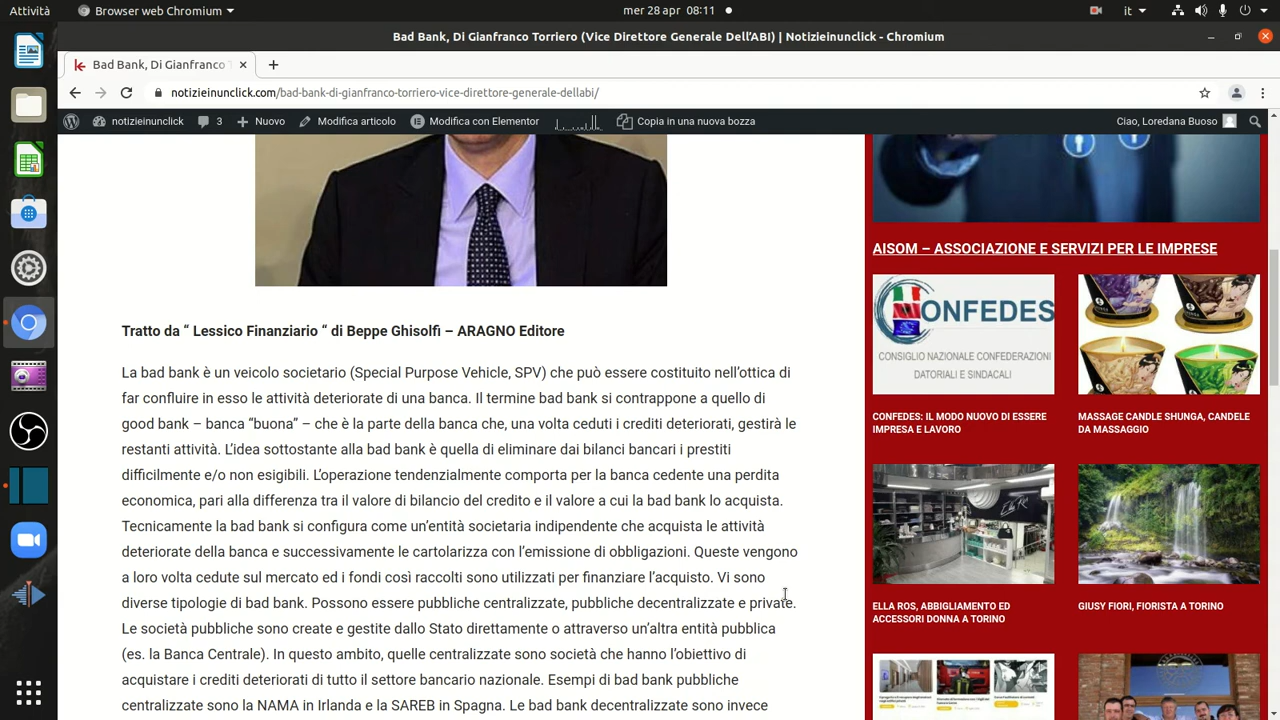 Attività
Browser web Chromium
mer 28 apr 08:11
it
Bad Bank, Di Gianfranco Torriero (Vice Direttore Generale Dell'ABI) | Notizieinunclick - Chromium
Bad Bank, Di Gianfranco T
notizieinunclick.com/bad-bank-di-gianfranco-torriero-vice-direttore-generale-dellabi/
notizieinunclick
3
Nuovo
Modifica articolo
Modifica con Elementor
Copia in una nuova bozza
Ciao, Loredana Buoso
Tratto da “ Lessico Finanziario “ di Beppe Ghisolfi – ARAGNO Editore
La bad bank è un veicolo societario (Special Purpose Vehicle, SPV) che può essere costituito nell’ottica di
far confluire in esso le attività deteriorate di una banca. Il termine bad bank si contrappone a quello di
good bank – banca “buona” – che è la parte della banca che, una volta ceduti i crediti deteriorati, gestirà le
restanti attività. L’idea sottostante alla bad bank è quella di eliminare dai bilanci bancari i prestiti
difficilmente e/o non esigibili. L’operazione tendenzialmente comporta per la banca cedente una perdita
economica, pari alla differenza tra il valore di bilancio del credito e il valore a cui la bad bank lo acquista.
Tecnicamente la bad bank si configura come un’entità societaria indipendente che acquista le attività
deteriorate della banca e successivamente le cartolarizza con l’emissione di obbligazioni. Queste vengono
a loro volta cedute sul mercato ed i fondi così raccolti sono utilizzati per finanziare l’acquisto. Vi sono
diverse tipologie di bad bank. Possono essere pubbliche centralizzate, pubbliche decentralizzate e private.
Le società pubbliche sono create e gestite dallo Stato direttamente o attraverso un’altra entità pubblica
(es. la Banca Centrale). In questo ambito, quelle centralizzate sono società che hanno l’obiettivo di
acquistare i crediti deteriorati di tutto il settore bancario nazionale. Esempi di bad bank pubbliche
centralizzate sono la NAMA in Irlanda e la SAREB in Spagna. Le bad bank decentralizzate sono invece
AISOM – ASSOCIAZIONE E SERVIZI PER LE IMPRESE
CONFEDES
CONSIGLIO NAZIONALE CONFEDERAZIONI
DATORIALI E SINDACALI
CONFEDES: IL MODO NUOVO DI ESSERE
IMPRESA E LAVORO
MASSAGE CANDLE SHUNGA, CANDELE
DA MASSAGGIO
Ella Ros
ELLA ROS, ABBIGLIAMENTO ED
ACCESSORI DONNA A TORINO
GIUSY FIORI, FIORISTA A TORINO